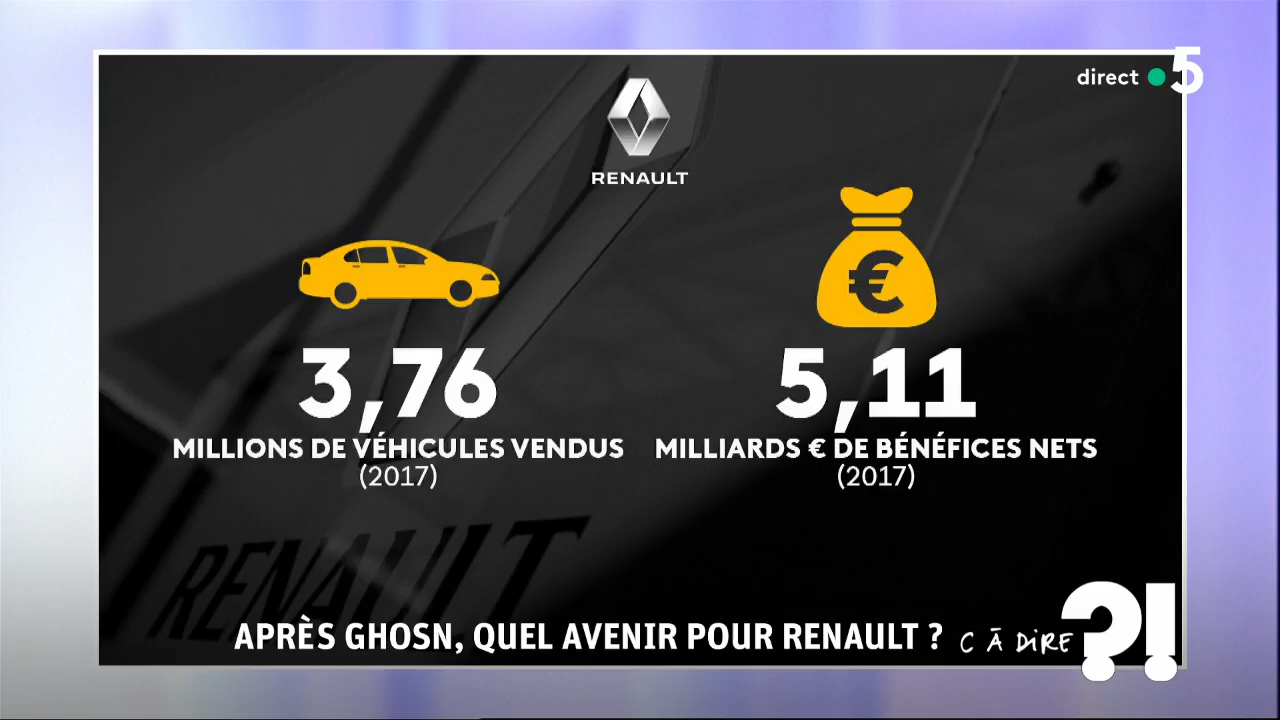 direct 5
RENAULT
€
3,76
MILLIONS DE VÉHICULES VENDUS
(2017)
5,11
MILLIARDS € DE BÉNÉFICES NETS
(2017)
RENAULT
APRÈS GHOSN, QUEL AVENIR POUR RENAULT ?
C À DIRE ?!